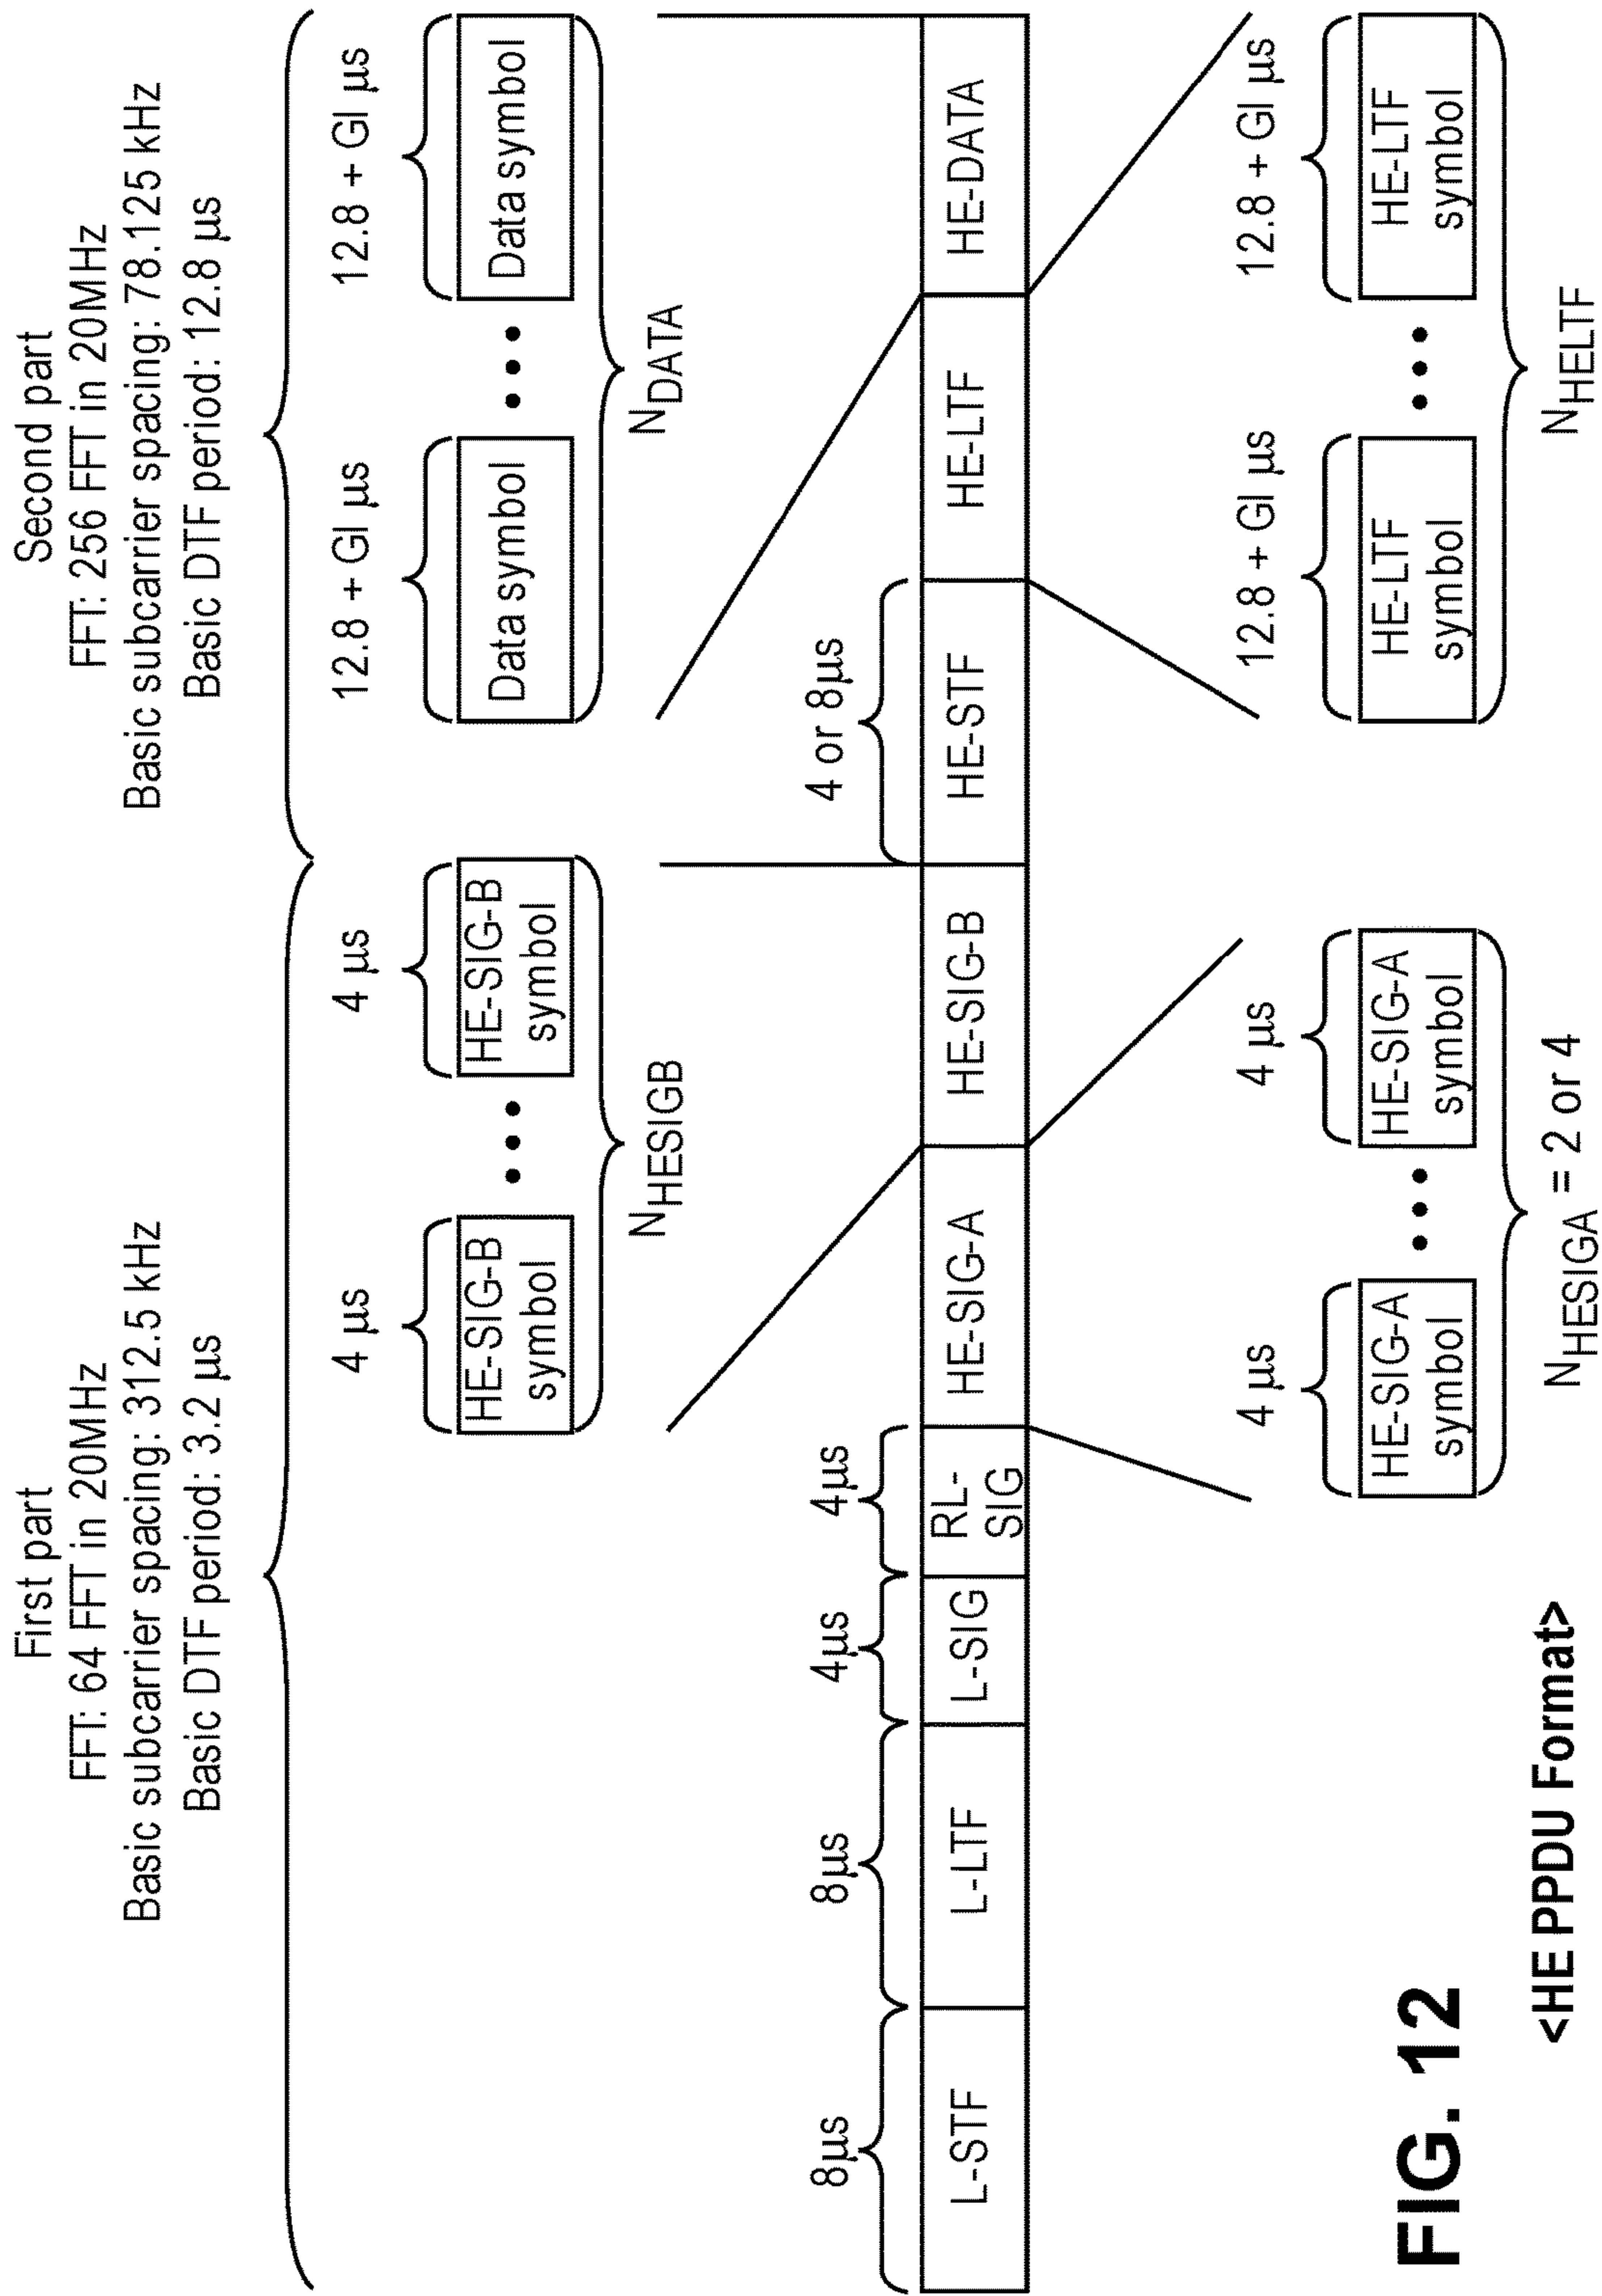 First part
FFT: 64 FFT in 20MHz
Basic subcarrier spacing: 312.5 kHz
Basic DTF period: 3.2 µs
Second part
FFT: 256 FFT in 20MHz
Basic subcarrier spacing: 78.125 kHz
Basic DTF period: 12.8 µs
4 µs
4 µs
12.8 + GI µs
12.8 + GI µs
HE-SIG-B
symbol
HE-SIG-B
symbol
Data symbol
Data symbol
NHESIGB
NDATA
8µs
8µs
4µs
4µs
4 or 8µs
L-STF
L-LTF
L-SIG
RL-
SIG
HE-SIG-A
HE-SIG-B
HE-STF
HE-LTF
HE-DATA
4 µs
4 µs
12.8 + GI µs
12.8 + GI µs
HE-SIG-A
symbol
HE-SIG-A
symbol
HE-LTF
symbol
HE-LTF
symbol
NHESIGA = 2 or 4
NHELTF
FIG. 12
<HE PPDU Format>